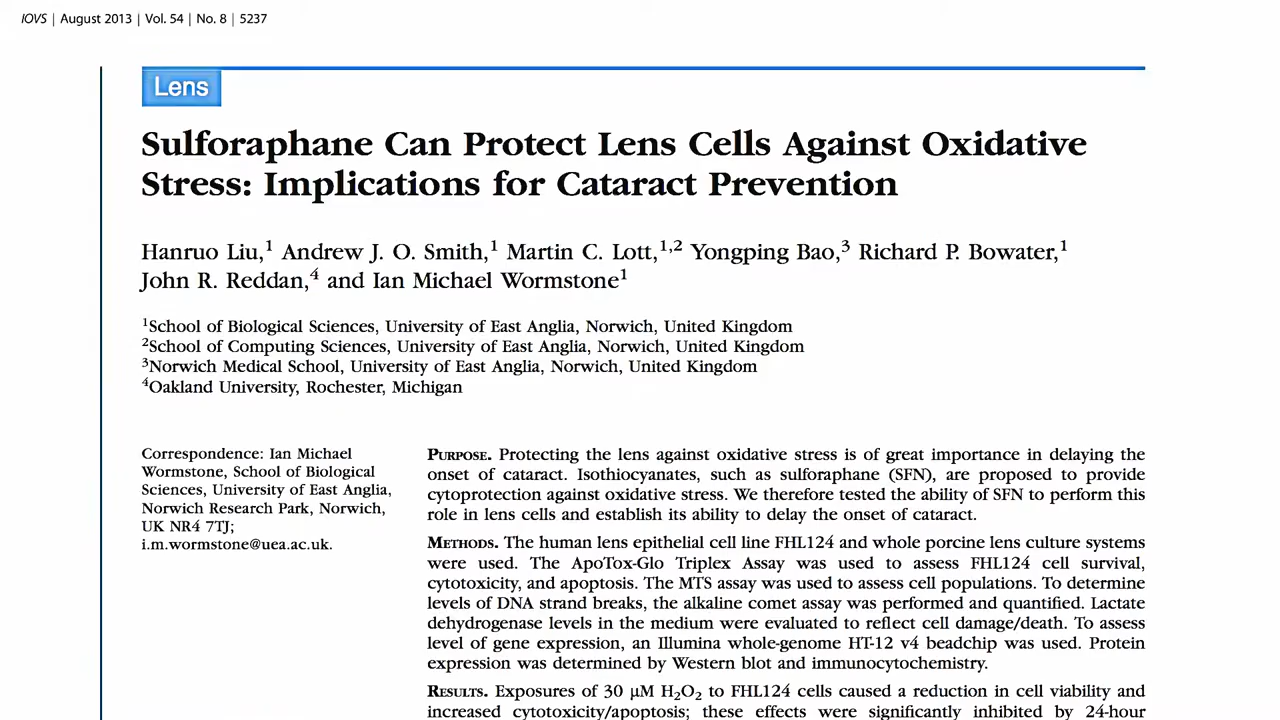 IOVS | August 2013 | Vol. 54 | No. 8 | 5237
Lens
Sulforaphane Can Protect Lens Cells Against Oxidative
Stress: Implications for Cataract Prevention
Hanruo Liu,¹ Andrew J. O. Smith,¹ Martin C. Lott,¹,² Yongping Bao,³ Richard P. Bowater,¹
John R. Reddan,⁴ and Ian Michael Wormstone¹
¹School of Biological Sciences, University of East Anglia, Norwich, United Kingdom
²School of Computing Sciences, University of East Anglia, Norwich, United Kingdom
³Norwich Medical School, University of East Anglia, Norwich, United Kingdom
⁴Oakland University, Rochester, Michigan
Correspondence: Ian Michael
Wormstone, School of Biological
Sciences, University of East Anglia,
Norwich Research Park, Norwich,
UK NR4 7TJ;
i.m.wormstone@uea.ac.uk.
PURPOSE. Protecting the lens against oxidative stress is of great importance in delaying the
onset of cataract. Isothiocyanates, such as sulforaphane (SFN), are proposed to provide
cytoprotection against oxidative stress. We therefore tested the ability of SFN to perform this
role in lens cells and establish its ability to delay the onset of cataract.
METHODS. The human lens epithelial cell line FHL124 and whole porcine lens culture systems
were used. The ApoTox-Glo Triplex Assay was used to assess FHL124 cell survival,
cytotoxicity, and apoptosis. The MTS assay was used to assess cell populations. To determine
levels of DNA strand breaks, the alkaline comet assay was performed and quantified. Lactate
dehydrogenase levels in the medium were evaluated to reflect cell damage/death. To assess
level of gene expression, an Illumina whole-genome HT-12 v4 beadchip was used. Protein
expression was determined by Western blot and immunocytochemistry.
RESULTS. Exposures of 30 μM H₂O₂ to FHL124 cells caused a reduction in cell viability and
increased cytotoxicity/apoptosis; these effects were significantly inhibited by 24-hour